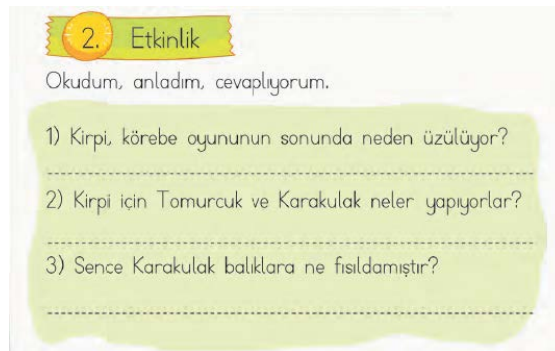 2. Etkinlik
Okudum, anladım, cevaplıyorum.
1) Kirpi, körebe oyununun sonunda neden üzülüyor?
2) Kirpi için Tomurcuk ve Karakulak neler yapıyorlar?
3) Sence Karakulak balıklara ne fısıldamıştır?